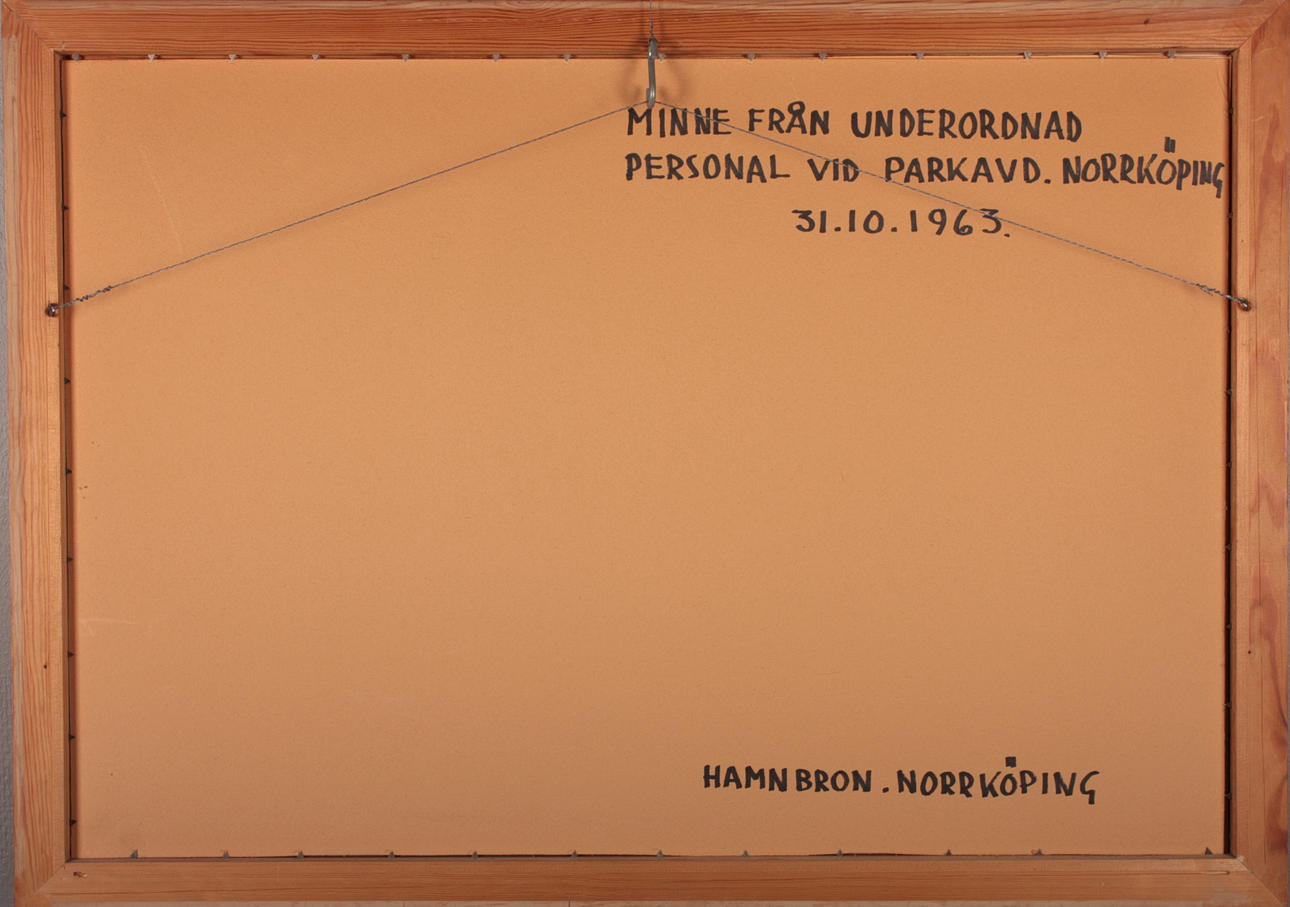 MINNE FRÅN UNDERORDNAD
PERSONAL VID PARKAVD. NORRKÖPING
31.10.1963.
HAMNBRON. NORRKÖPING